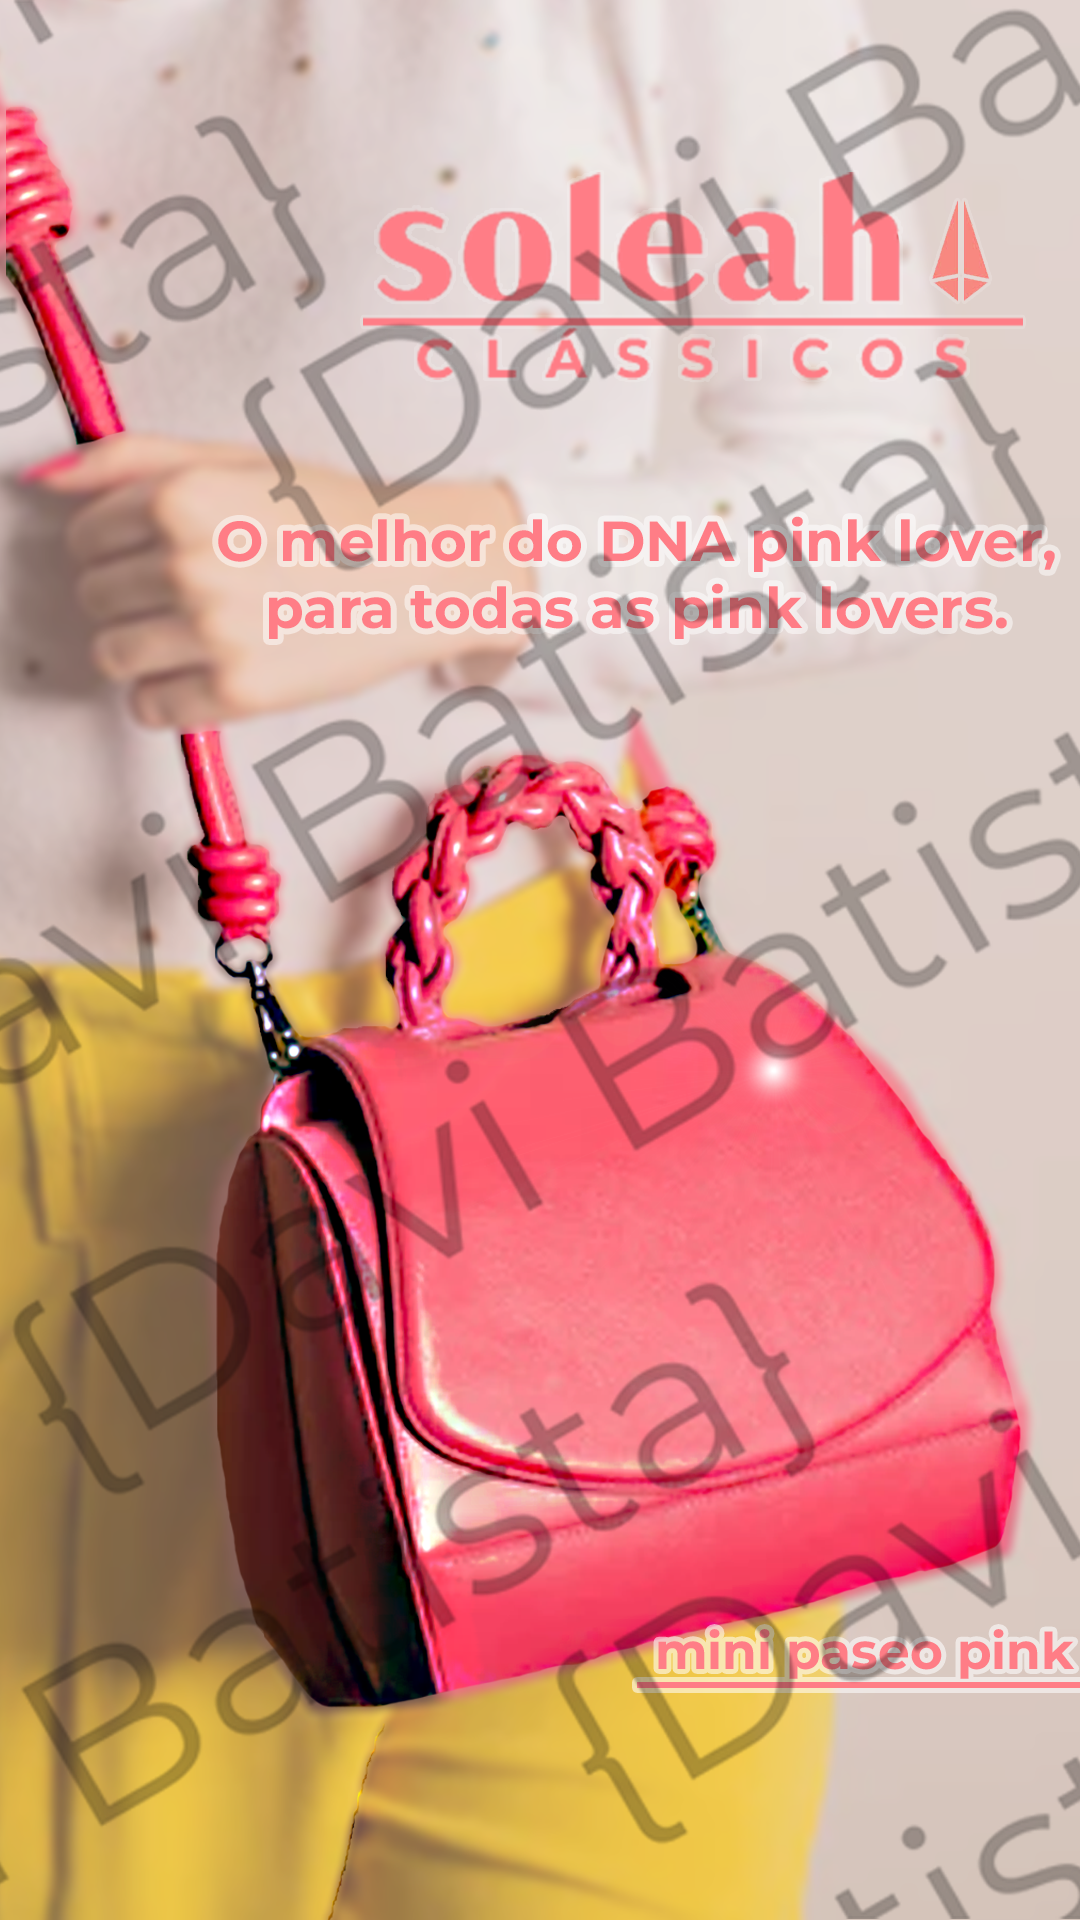 soleah
CLÁSSICOS
O melhor do DNA pink lover,
para todas as pink lovers.
mini paseo pink
{Davi Batista}
{Davi Batista}
{Davi Batista}